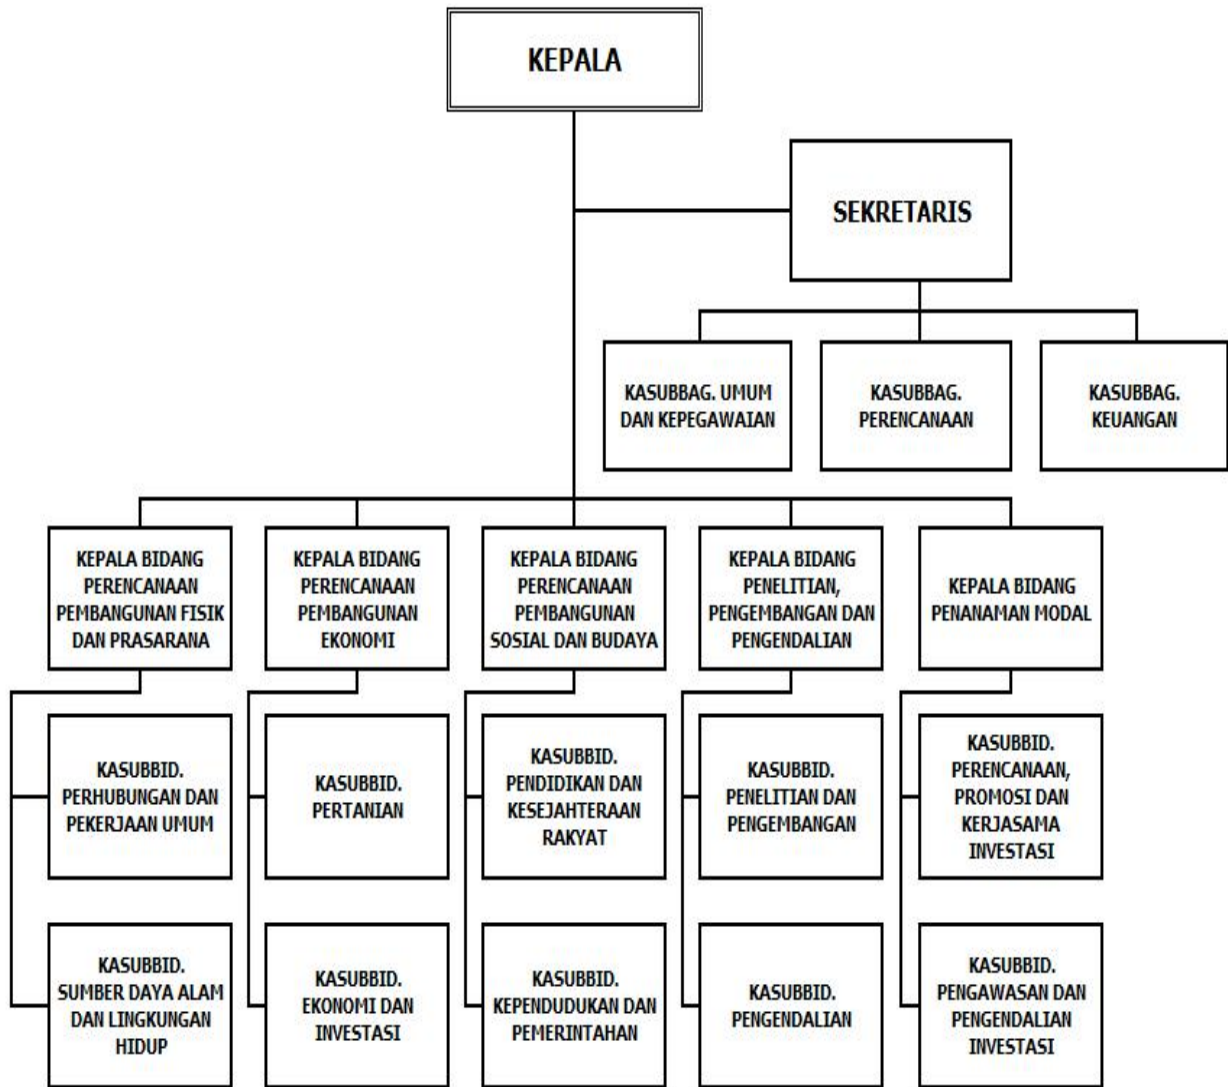 KEPALA
SEKRETARIS
KASUBBAG. UMUM
DAN KEPEGAWAIAN
KASUBBAG.
PERENCANAAN
KASUBBAG.
KEUANGAN
KEPALA BIDANG
PERENCANAAN
PEMBANGUNAN FISIK
DAN PRASARANA
KEPALA BIDANG
PERENCANAAN
PEMBANGUNAN
EKONOMI
KEPALA BIDANG
PERENCANAAN
PEMBANGUNAN
SOSIAL DAN BUDAYA
KEPALA BIDANG
PENELITIAN,
PENGEMBANGAN DAN
PENGENDALIAN
KEPALA BIDANG
PENANAMAN MODAL
KASUBBID.
PERHUBUNGAN DAN
PEKERJAAN UMUM
KASUBBID.
PERTANIAN
KASUBBID.
PENDIDIKAN DAN
KESEJAHTERAAN
RAKYAT
KASUBBID.
PENELITIAN DAN
PENGEMBANGAN
KASUBBID.
PERENCANAAN,
PROMOSI DAN
KERJASAMA
INVESTASI
KASUBBID.
SUMBER DAYA ALAM
DAN LINGKUNGAN
HIDUP
KASUBBID.
EKONOMI DAN
INVESTASI
KASUBBID.
KEPENDUDUKAN DAN
PEMERINTAHAN
KASUBBID.
PENGENDALIAN
KASUBBID.
PENGAWASAN DAN
PENGENDALIAN
INVESTASI